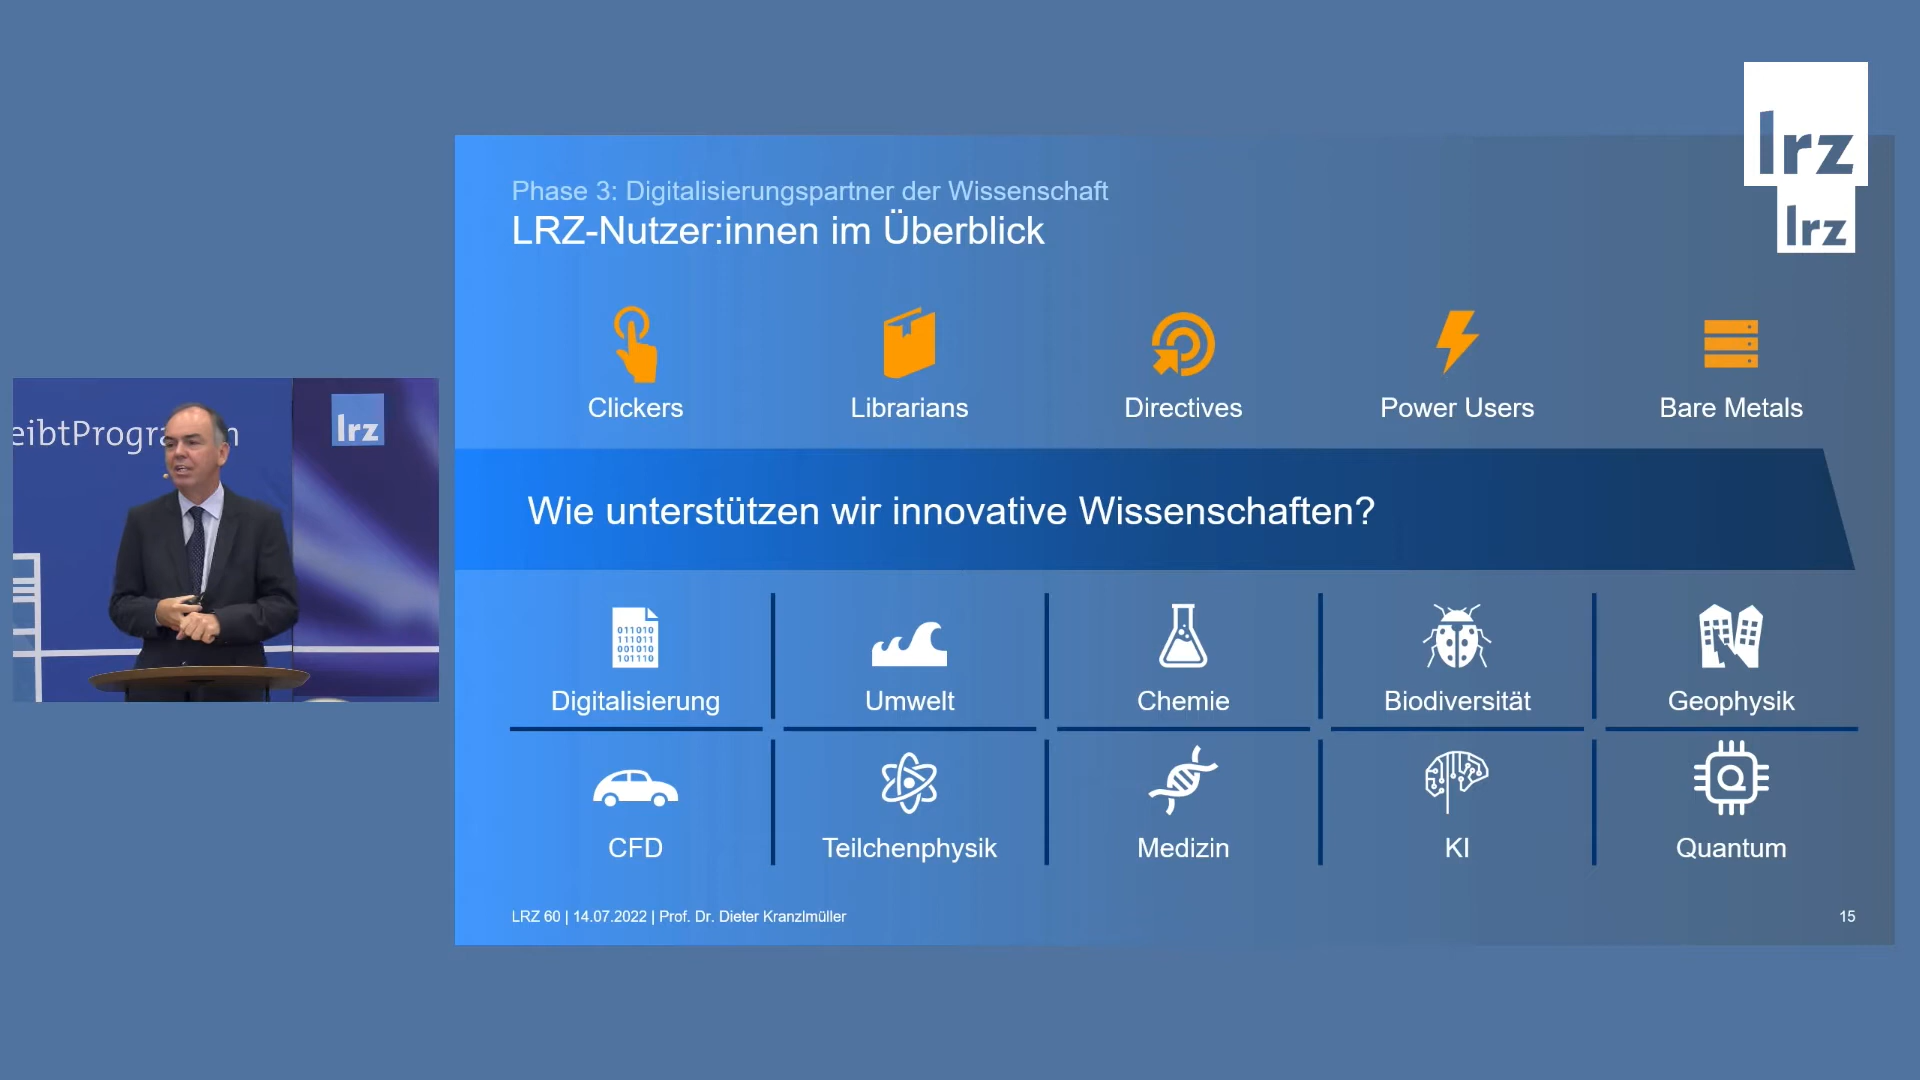 lrz
lrz
Phase 3: Digitalisierungspartner der Wissenschaft
LRZ-Nutzer:innen im Überblick
Clickers
Librarians
Directives
Power Users
Bare Metals
eibtProgra
n
lrz
Wie unterstützen wir innovative Wissenschaften?
011010
111011
001010
101110
Digitalisierung
Umwelt
Chemie
Biodiversität
Geophysik
Q
CFD
Teilchenphysik
Medizin
KI
Quantum
LRZ 60 | 14.07.2022 | Prof. Dr. Dieter Kranzlmüller
15